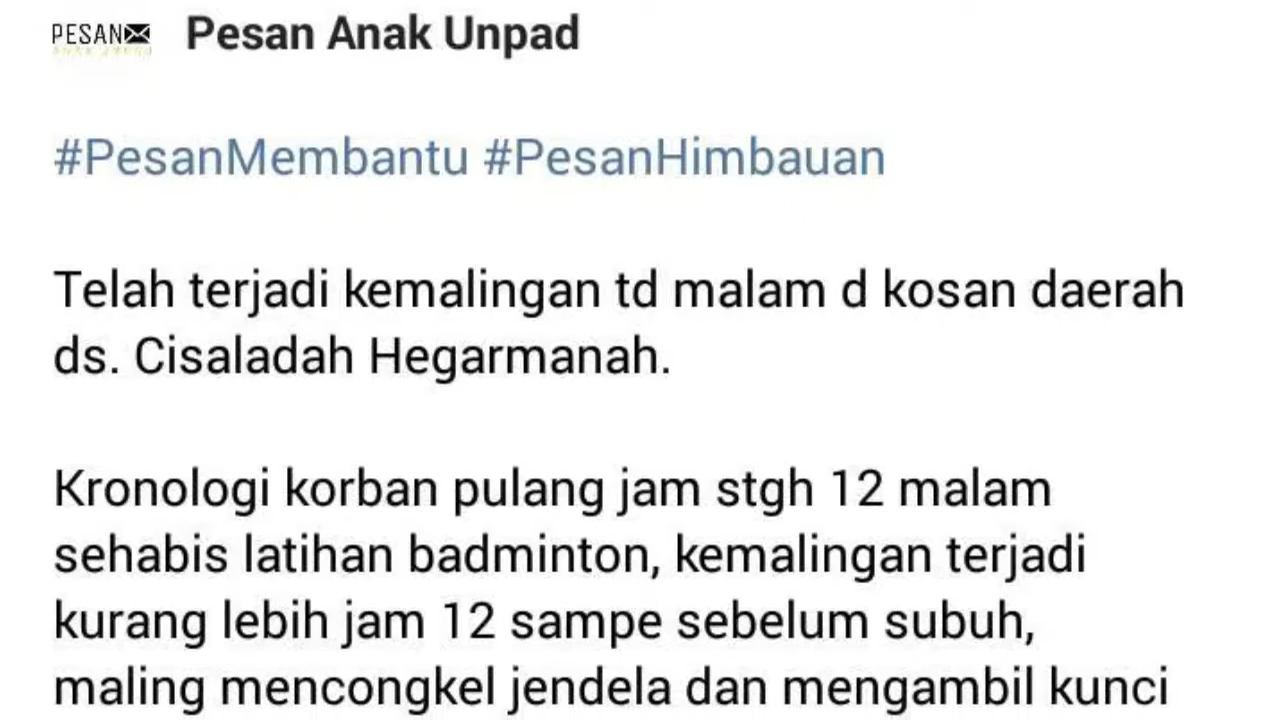 PESAN
Pesan Anak Unpad
#PesanMembantu #PesanHimbauan
Telah terjadi kemalingan td malam d kosan daerah
ds. Cisaladah Hegarmanah.
Kronologi korban pulang jam stgh 12 malam
sehabis latihan badminton, kemalingan terjadi
kurang lebih jam 12 sampe sebelum subuh,
maling mencongkel jendela dan mengambil kunci